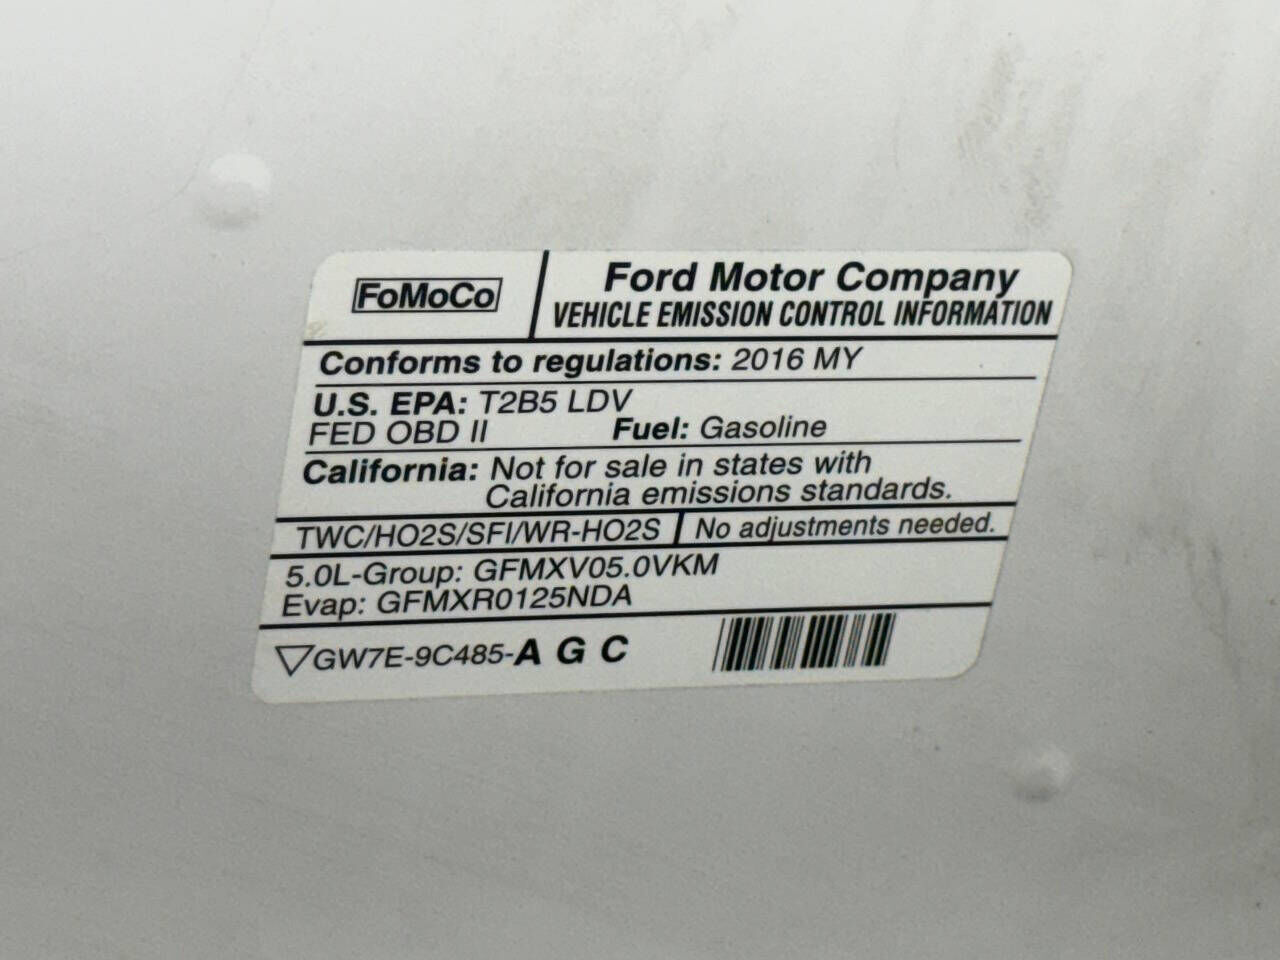 FoMoCo
Ford Motor Company
VEHICLE EMISSION CONTROL INFORMATION
Conforms to regulations: 2016 MY
U.S. EPA: T2B5 LDV
FED OBD II Fuel: Gasoline
California: Not for sale in states with
California emissions standards.
TWC/HO2S/SFI/WR-HO2S No adjustments needed.
5.0L-Group: GFMXV05.0VKM
Evap: GFMXR0125NDA
GW7E-9C485-A G C